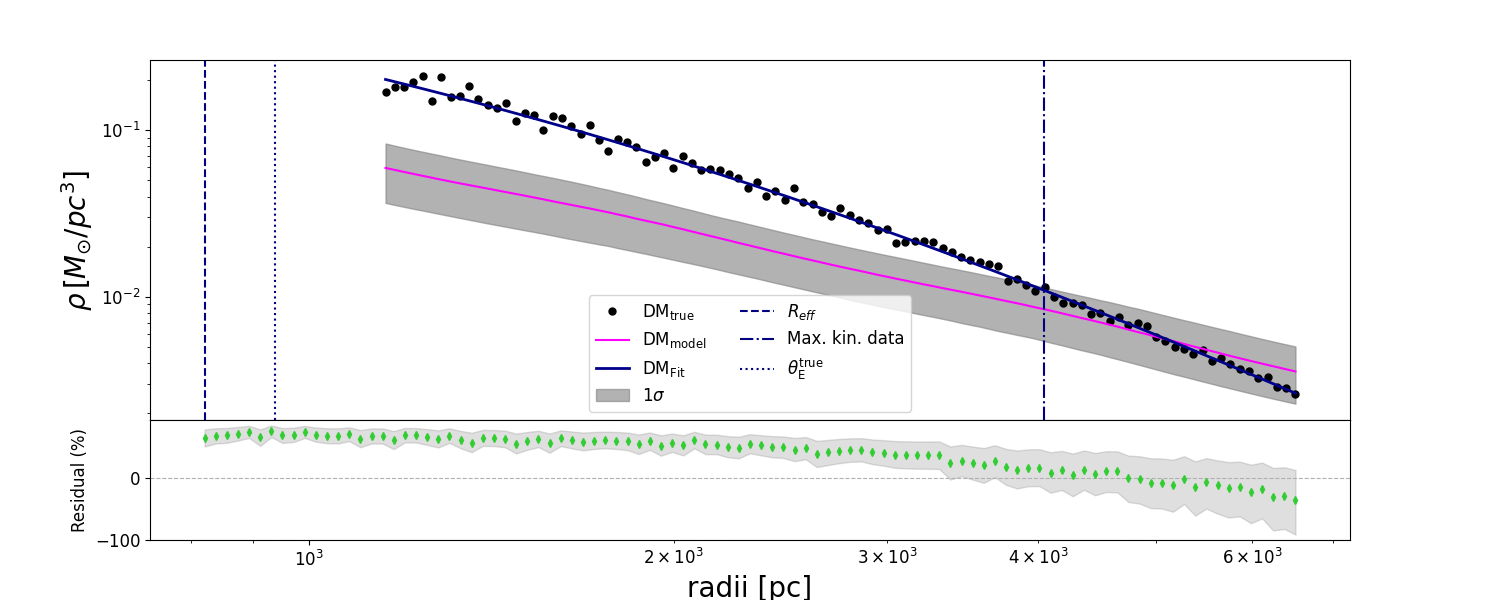 10⁻¹
10⁻²
ρ [M⊙/pc³]
DM_true
DM_model
DM_Fit
1σ
R_eff
Max. kin. data
θ_E^true
Residual (%)
0
−100
10³
2 × 10³
3 × 10³
4 × 10³
6 × 10³
radii [pc]